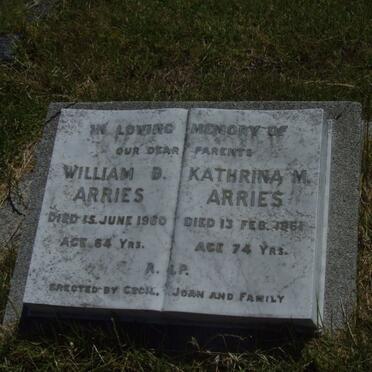 IN LOVING MEMORY OF
OUR DEAR PARENTS
WILLIAM D. ARRIES
DIED 15 JUNE 1960
AGE 84 YRS.
KATHRINA M. ARRIES
DIED 13 FEB. 1961
AGE 74 YRS.
R.I.P.
ERECTED BY CECIL, JOAN AND FAMILY